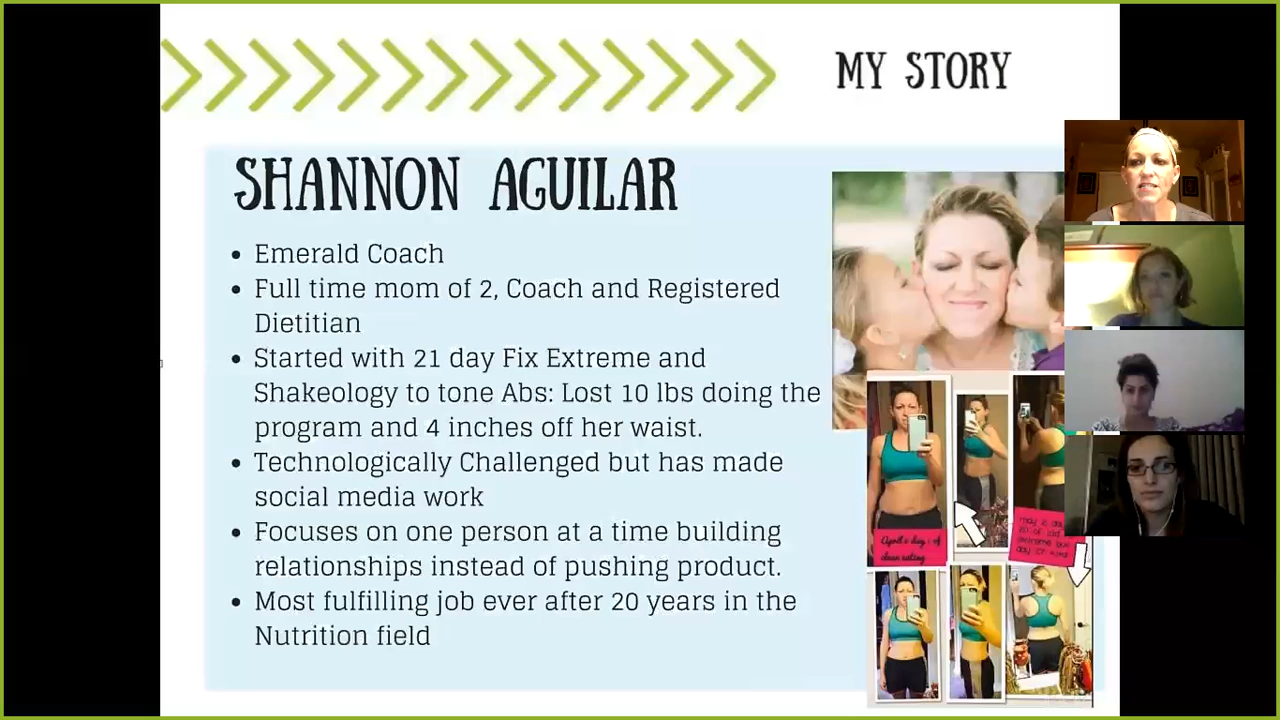 MY STORY
SHANNON AGUILAR
• Emerald Coach
• Full time mom of 2, Coach and Registered
Dietitian
• Started with 21 day Fix Extreme and
Shakeology to tone Abs: Lost 10 lbs doing the
program and 4 inches off her waist.
• Technologically Challenged but has made
social media work
• Focuses on one person at a time building
relationships instead of pushing product.
• Most fulfilling job ever after 20 years in the
Nutrition field
clean eating